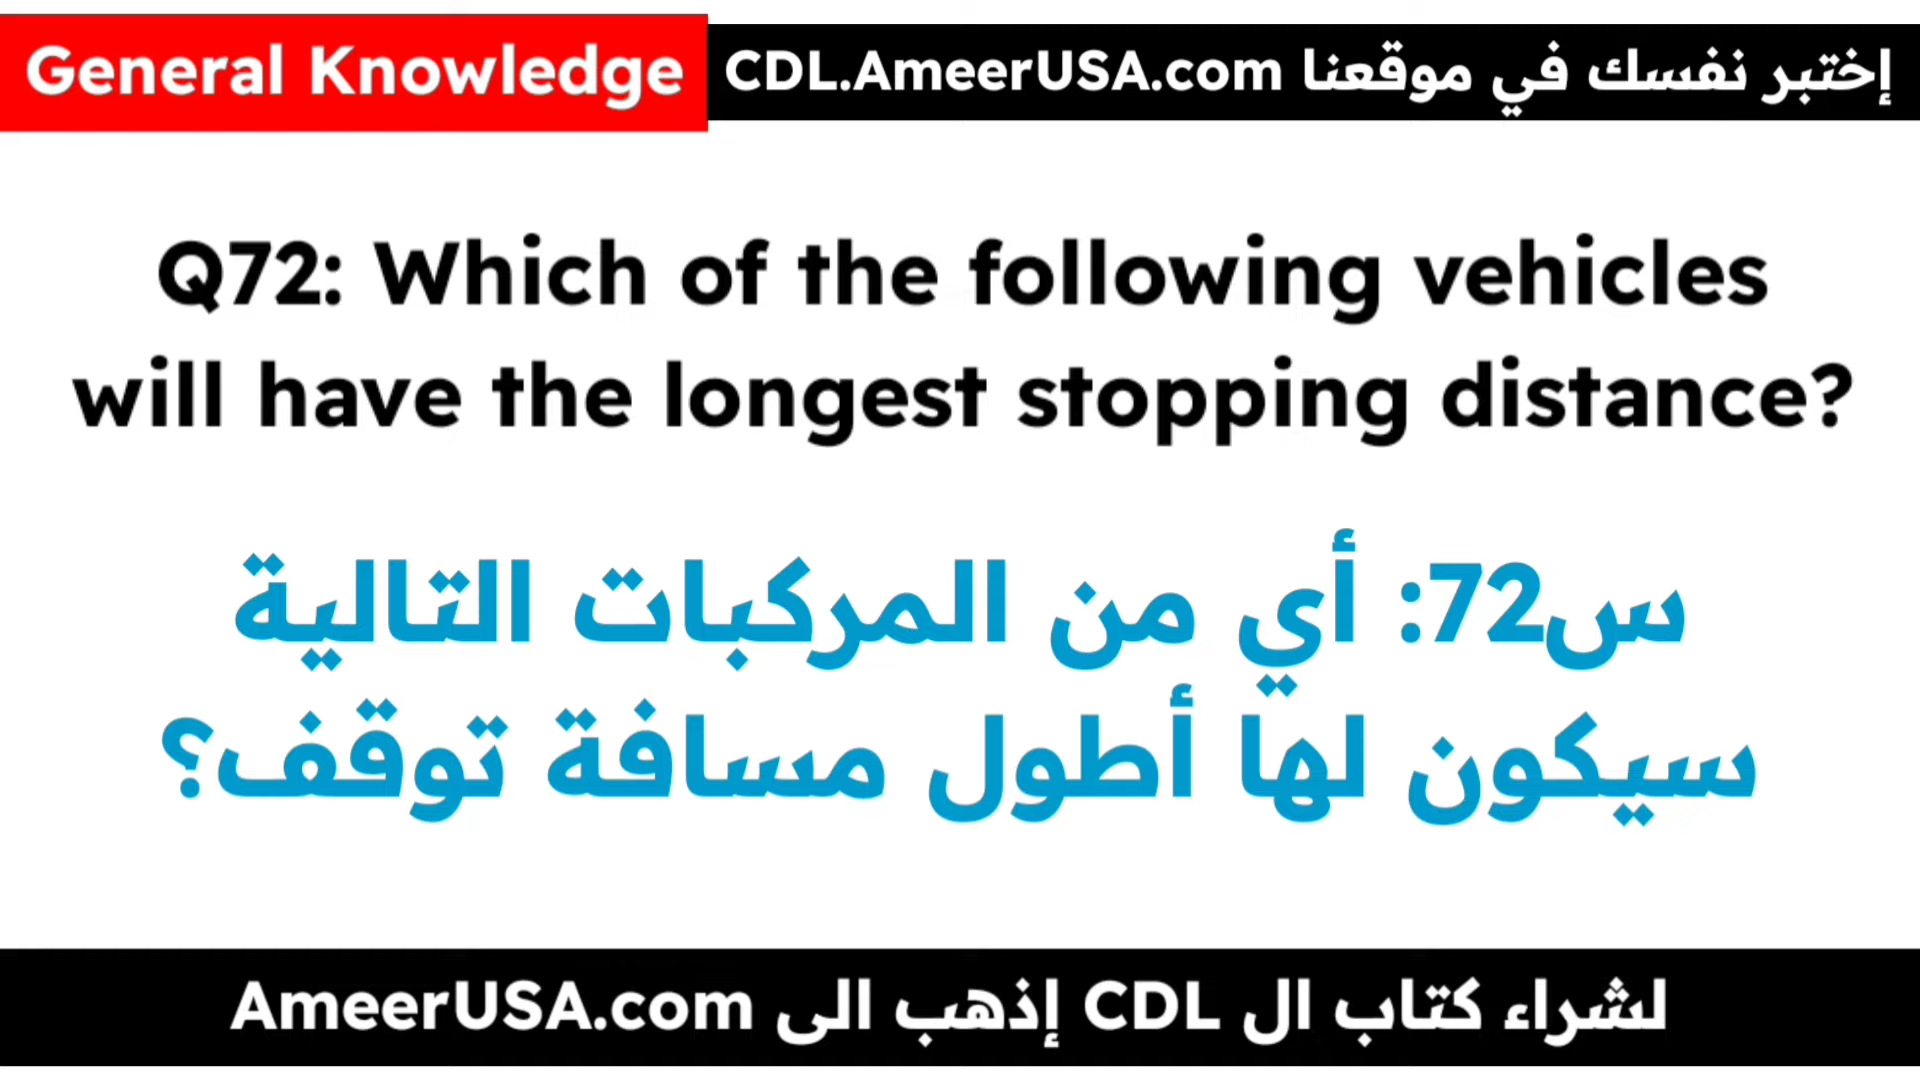 General Knowledge
إختبر نفسك في موقعنا CDL.AmeerUSA.com
Q72: Which of the following vehicles
will have the longest stopping distance?
س72: أي من المركبات التالية
سيكون لها أطول مسافة توقف؟
لشراء كتاب ال CDL إذهب الى AmeerUSA.com